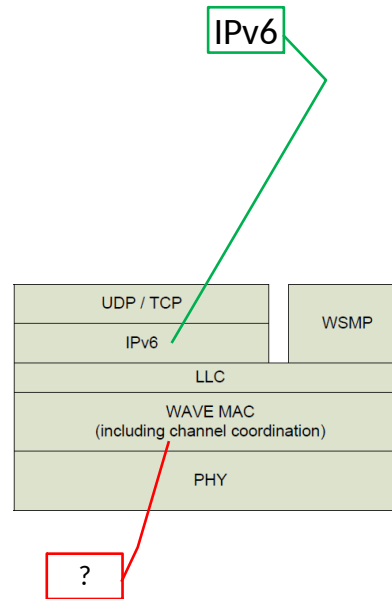 IPv6
UDP / TCP
WSMP
IPv6
LLC
WAVE MAC
(including channel coordination)
PHY
?